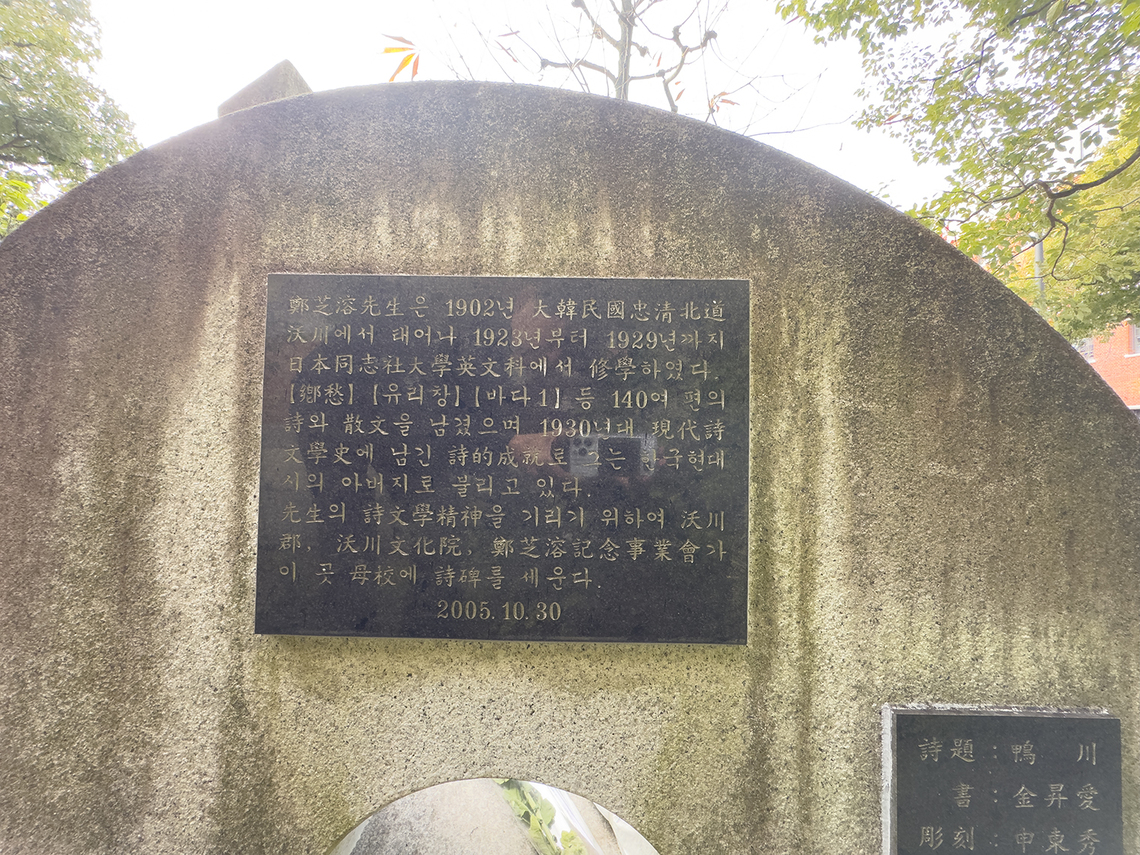 鄭芝溶先生은 1902년 大韓民國忠清北道
沃川에서 태어나 1923년부터 1929년까지
日本同志社大學英文科에서 修學하였다.
【鄕愁】【유리창】【바다1】등 140여 편의
詩와 散文을 남겼으며 1930년대 現代詩
文學史에 남긴 詩的成就로 그는 한국현대
시의 아버지로 불리고 있다.
先生의 詩文學精神을 기리기 위하여 沃川
郡, 沃川文化院, 鄭芝溶記念事業會가
이 곳 母校에 詩碑를 세운다.
2005.10.30
詩題 : 鴨 川
書 : 金昇愛
彫刻 : 申東秀